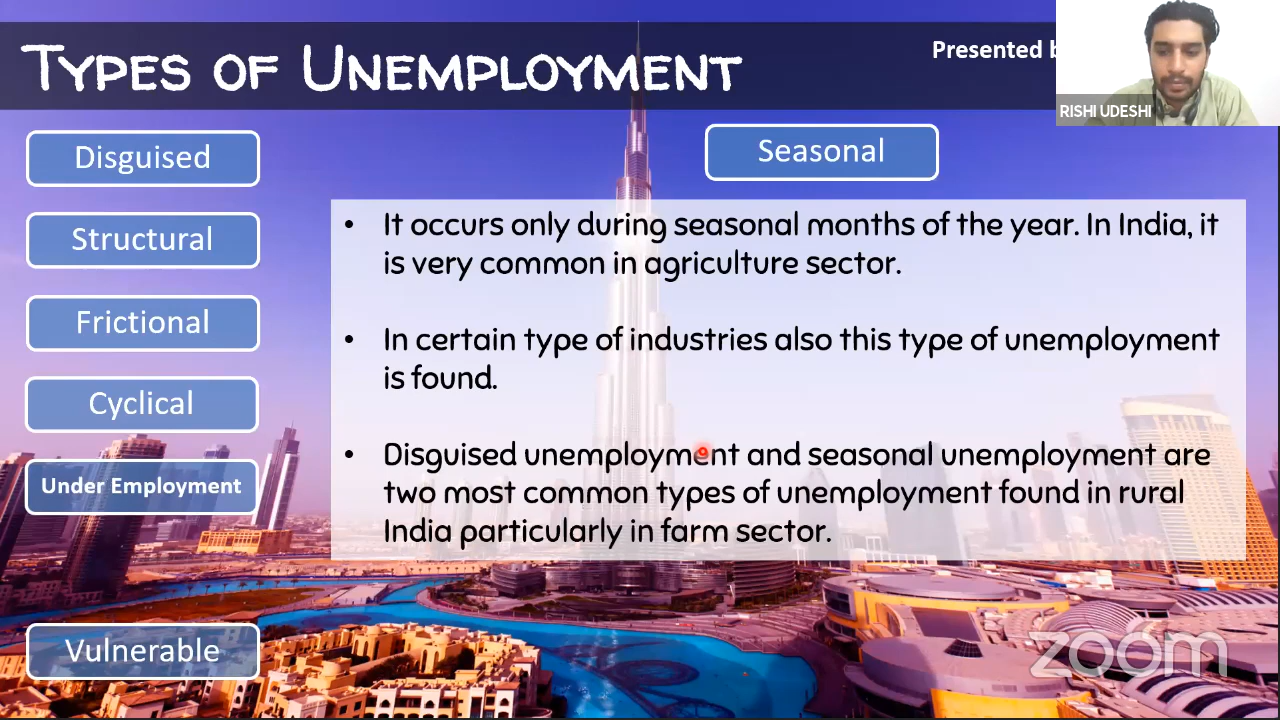 Types of Unemployment
Presented b
RISHI UDESHI
Disguised
Structural
Frictional
Cyclical
Under Employment
Vulnerable
Seasonal
• It occurs only during seasonal months of the year. In India, it
is very common in agriculture sector.
• In certain type of industries also this type of unemployment
is found.
• Disguised unemployment and seasonal unemployment are
two most common types of unemployment found in rural
India particularly in farm sector.
zoom